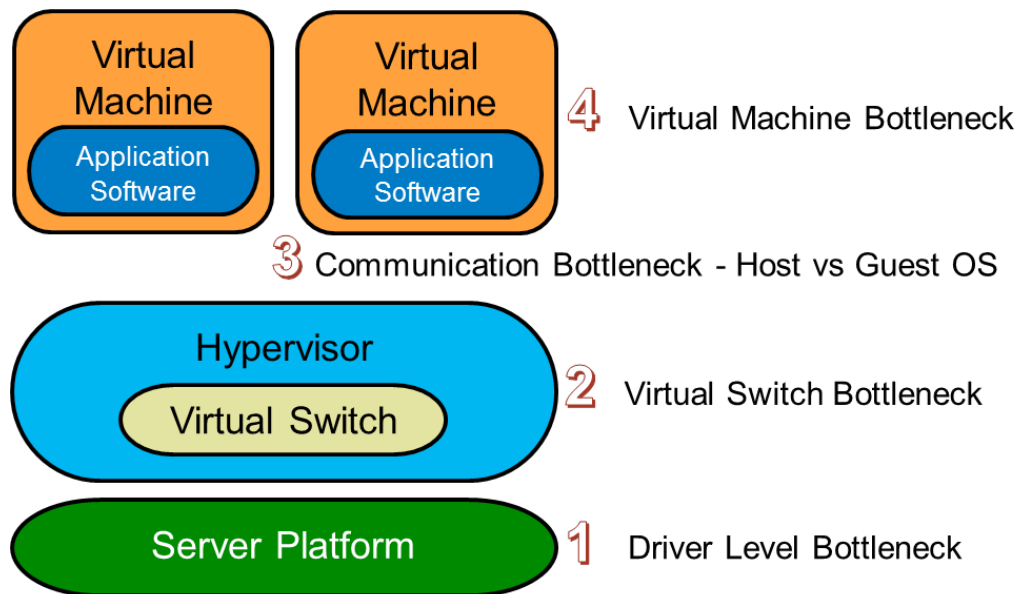 Virtual
Machine
Application
Software
Virtual
Machine
Application
Software
4 Virtual Machine Bottleneck
3 Communication Bottleneck - Host vs Guest OS
Hypervisor
Virtual Switch
2 Virtual Switch Bottleneck
Server Platform
1 Driver Level Bottleneck